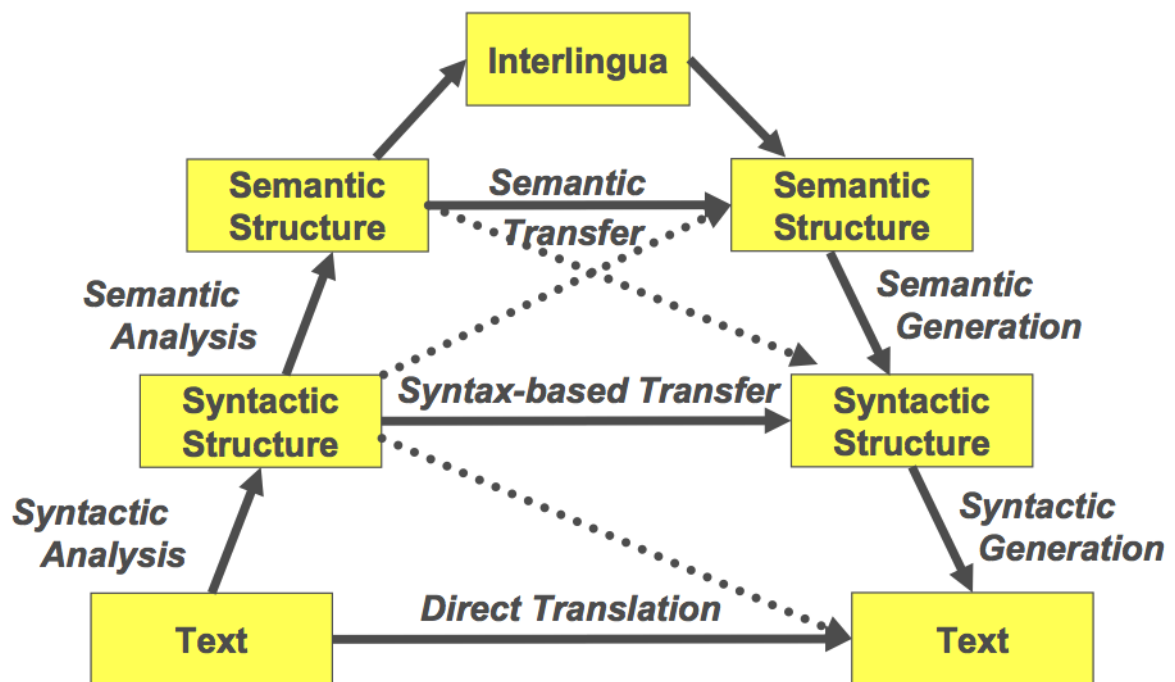 Interlingua
Semantic
Structure
Semantic
Transfer
Semantic
Structure
Semantic
Analysis
Semantic
Generation
Syntactic
Structure
Syntax-based Transfer
Syntactic
Structure
Syntactic
Analysis
Syntactic
Generation
Text
Direct Translation
Text